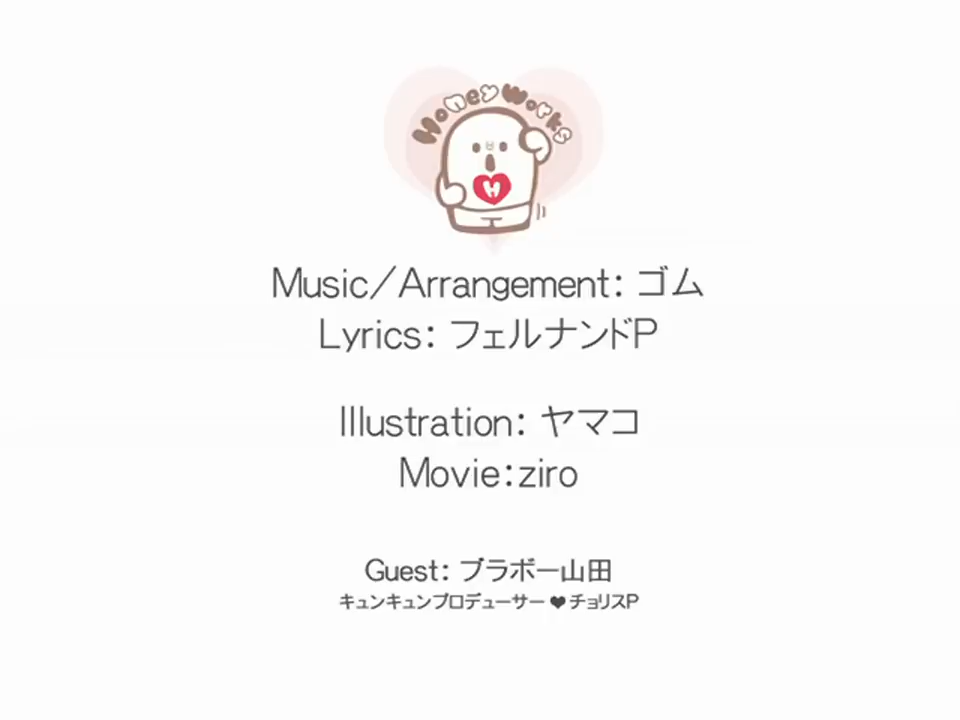 Honey Works
H
Music/Arrangement: ゴム
Lyrics: フェルナンドP
Illustration: ヤマコ
Movie:ziro
Guest: ブラボー山田
キュンキュンプロデューサー❤チョリスP